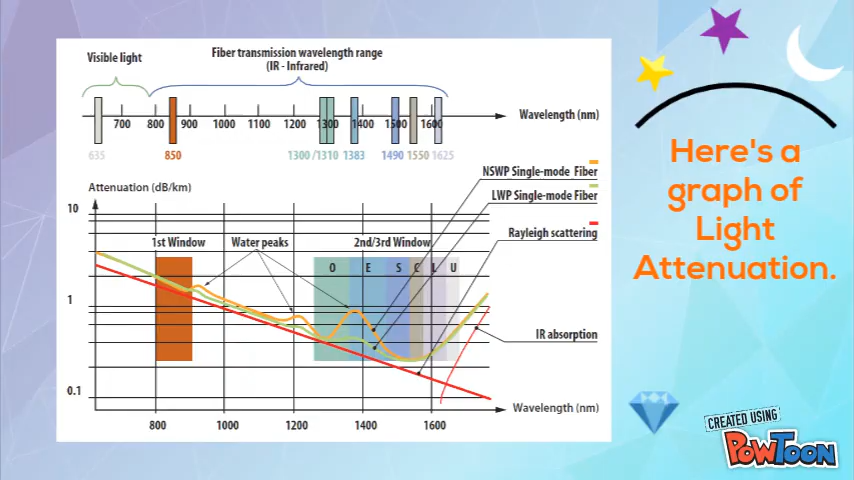 Visible light
Fiber transmission wavelength range
(IR - Infrared)
700 800 900 1000 1100 1200 1300 1400 1500 1600
Wavelength (nm)
635 850 1300/1310 1383 1490 1550 1625
NSWP Single-mode Fiber
Attenuation (dB/km)
LWP Single-mode Fiber
10
Rayleigh scattering
1st Window
Water peaks
2nd/3rd Window
O E S C L U
1
IR absorption
0.1
Wavelength (nm)
800 1000 1200 1400 1600
Here's a
graph of
Light
Attenuation.
CREATED USING
POWTOON